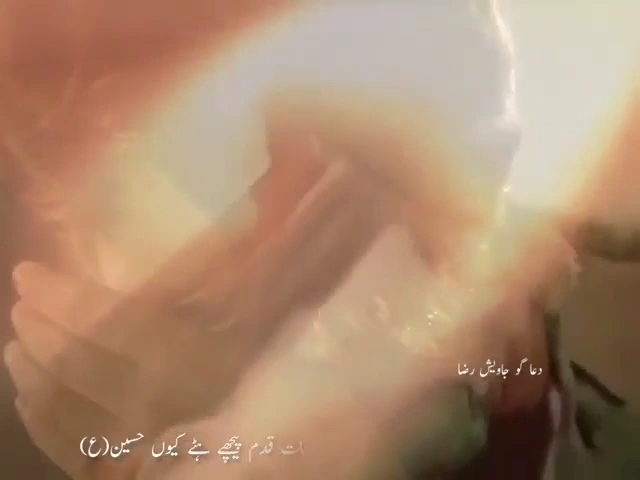 دعا گو جاویش رضا
قدم پیچھے ہٹے کیوں حسین(ع)